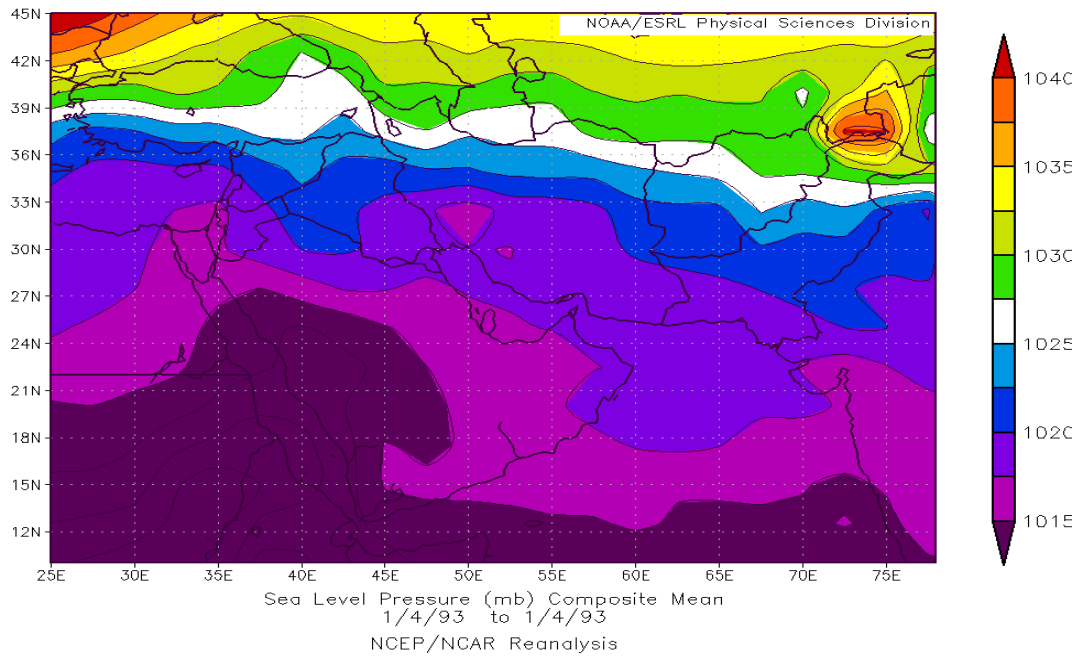 NOAA/ESRL Physical Sciences Division
45N
42N
39N
36N
33N
30N
27N
24N
21N
18N
15N
12N
25E 30E 35E 40E 45E 50E 55E 60E 65E 70E 75E
1040
1035
1030
1025
1020
1015
Sea Level Pressure (mb) Composite Mean
1/4/93 to 1/4/93
NCEP/NCAR Reanalysis